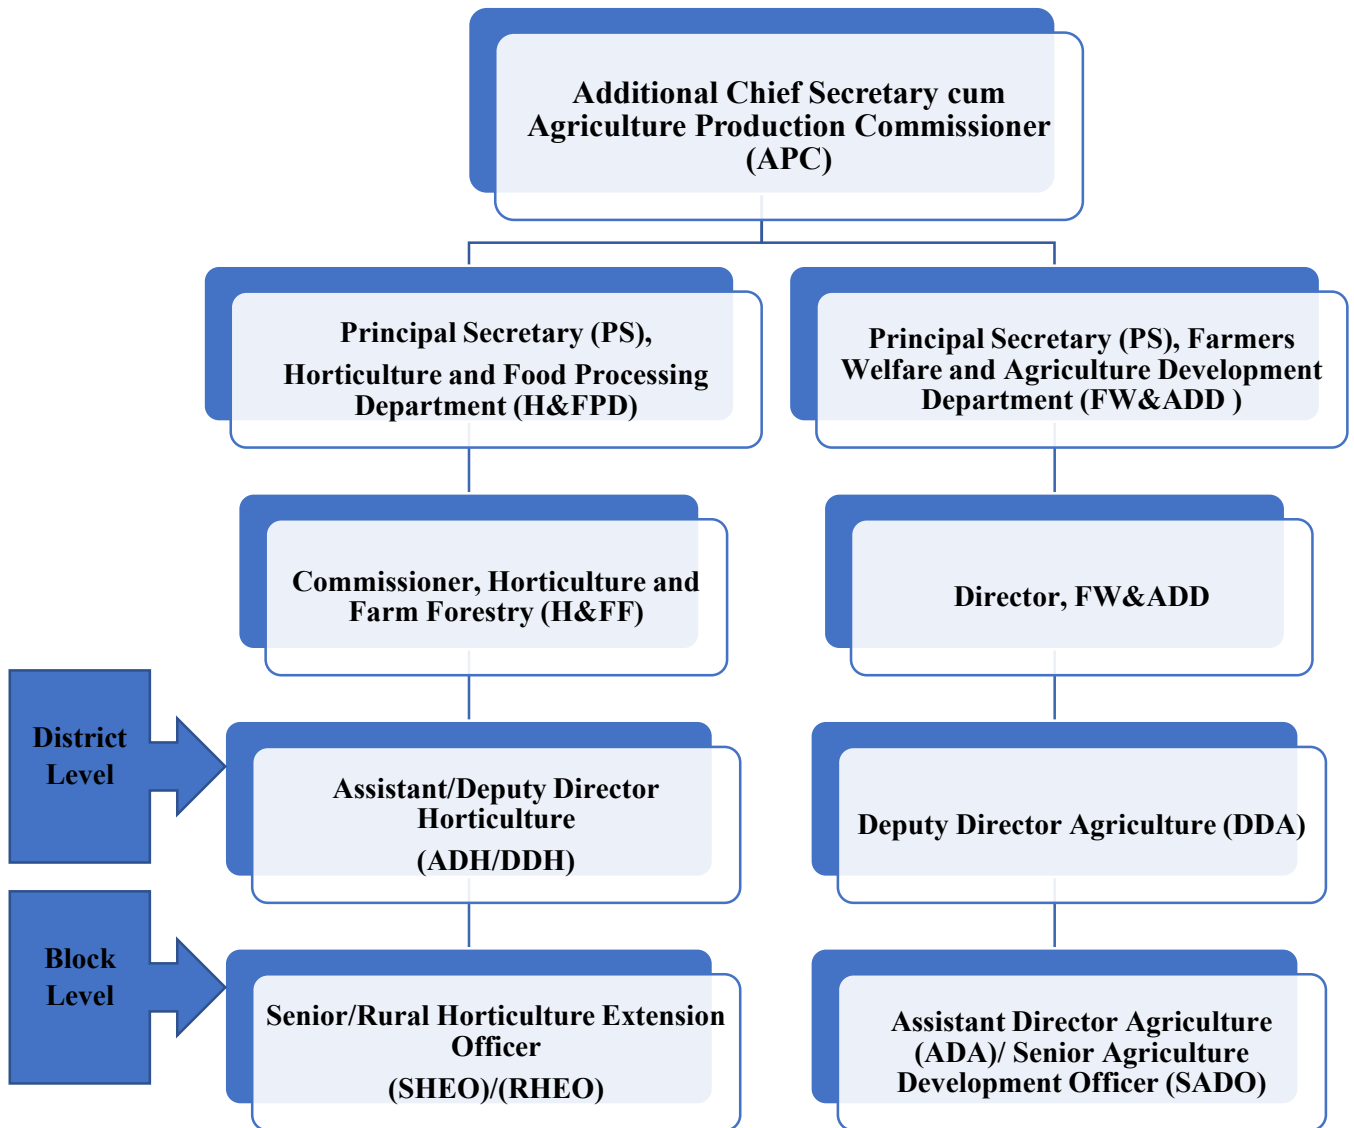 Additional Chief Secretary cum
Agriculture Production Commissioner
(APC)
Principal Secretary (PS),
Horticulture and Food Processing
Department (H&FPD)
Principal Secretary (PS), Farmers
Welfare and Agriculture Development
Department (FW&ADD )
Commissioner, Horticulture and
Farm Forestry (H&FF)
Director, FW&ADD
District
Level
Assistant/Deputy Director
Horticulture
(ADH/DDH)
Deputy Director Agriculture (DDA)
Block
Level
Senior/Rural Horticulture Extension
Officer
(SHEO)/(RHEO)
Assistant Director Agriculture
(ADA)/ Senior Agriculture
Development Officer (SADO)